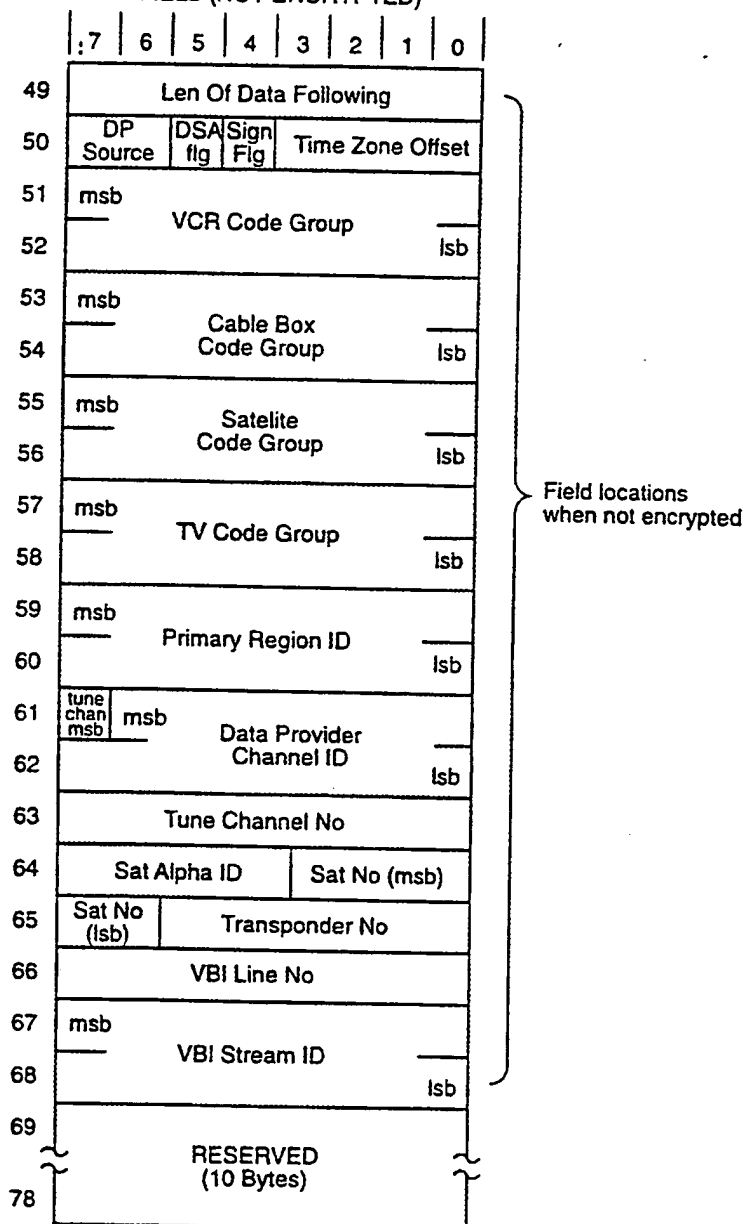 7 6 5 4 3 2 1 0
49 Len Of Data Following
50 DP Source DSA flg Sign Flg Time Zone Offset
51 msb
VCR Code Group
52 lsb
53 msb
Cable Box
Code Group
54 lsb
55 msb
Satelite
Code Group
56 lsb
57 msb
TV Code Group
58 lsb
59 msb
Primary Region ID
60 lsb
61 tune chan msb msb
Data Provider
Channel ID
62 lsb
63 Tune Channel No
64 Sat Alpha ID Sat No (msb)
65 Sat No (lsb) Transponder No
66 VBI Line No
67 msb
VBI Stream ID
68 lsb
69
RESERVED
(10 Bytes)
78
Field locations
when not encrypted